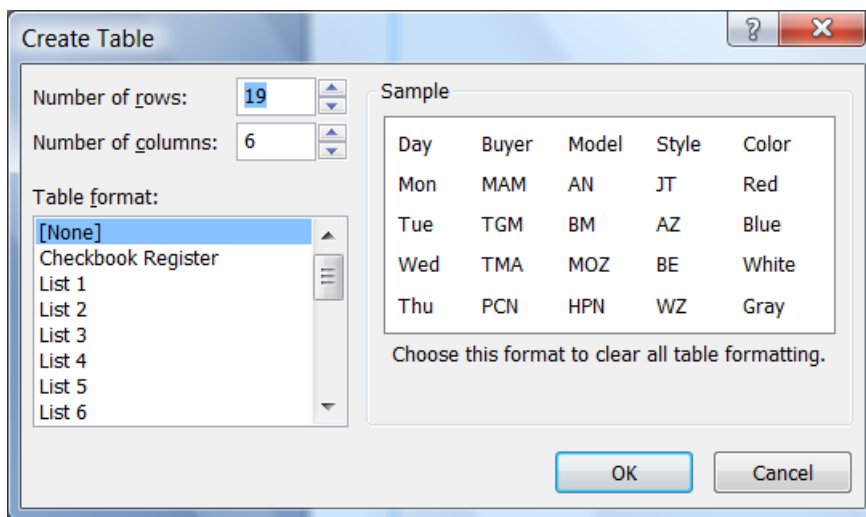 Create Table
Number of rows: 19
Number of columns: 6
Table format:
[None]
Checkbook Register
List 1
List 2
List 3
List 4
List 5
List 6
Sample
Day Buyer Model Style Color
Mon MAM AN JT Red
Tue TGM BM AZ Blue
Wed TMA MOZ BE White
Thu PCN HPN WZ Gray
Choose this format to clear all table formatting.
OK Cancel